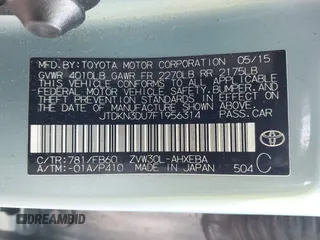 MFD.BY: TOYOTA MOTOR CORPORATION 05/15
GVWR 4010LB GAWR FR 2270LB RR 2175LB
THIS VEHICLE CONFORMS TO ALL APPLICABLE
FEDERAL MOTOR VEHICLE SAFETY, BUMPER,
AND THEFT PREVENTION STANDARDS IN EFFECT
ON THE DATE OF MANUFACTURE SHOWN ABOVE.
JTDKN3DU7F1956314 PASS.CAR
C/TR: 781/FB60 ZVW30L-AHXEBA C
A/TM: -01A/P410 MADE IN JAPAN 504
DREAMBID